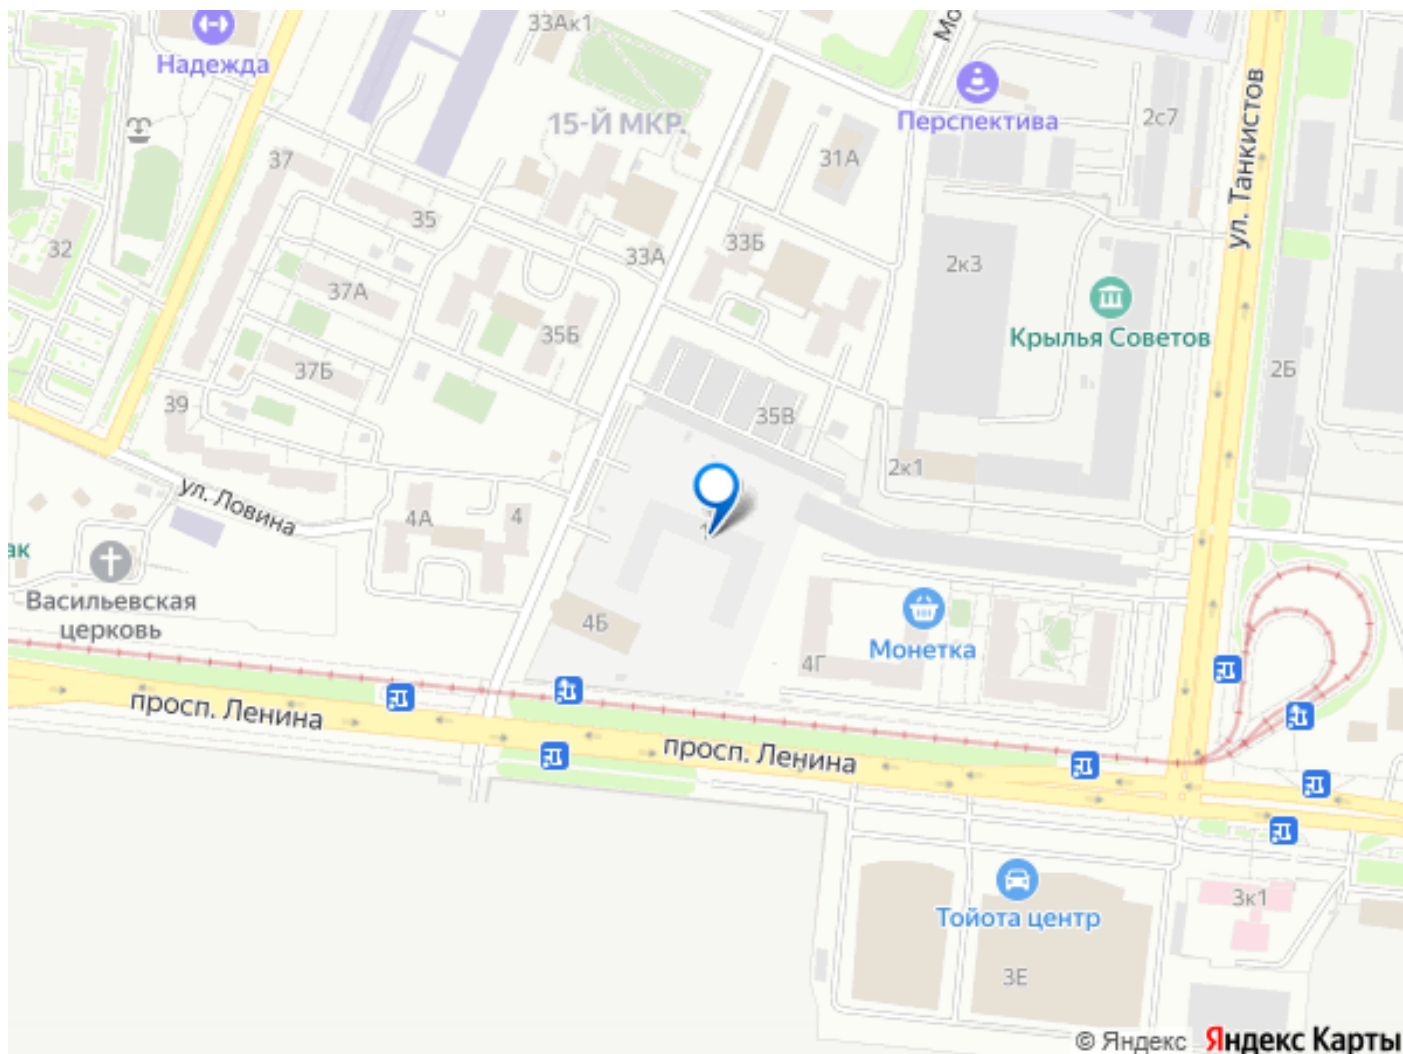 33Ак1
Надежда
Перспектива
15-Й МКР.
2с7
31А
37
35
ул. Танкистов
32
33А
33Б
2к3
37А
35Б
Крылья Советов
37Б
2Б
39
35В
2к1
ул. Ловина
4А
4
ак
Васильевская
церковь
4Б
Монетка
4Г
просп. Ленина
просп. Ленина
3к1
Тойота центр
3Е
© Яндекс Яндекс Карты